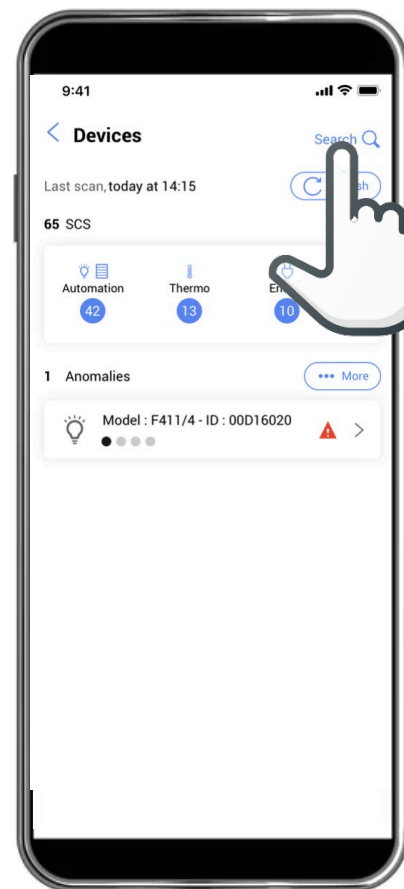 9:41
Devices
Search
Last scan, today at 14:15
65 SCS
Automation Thermo
42 13 10
1 Anomalies
More
Model : F411/4 - ID : 00D16020